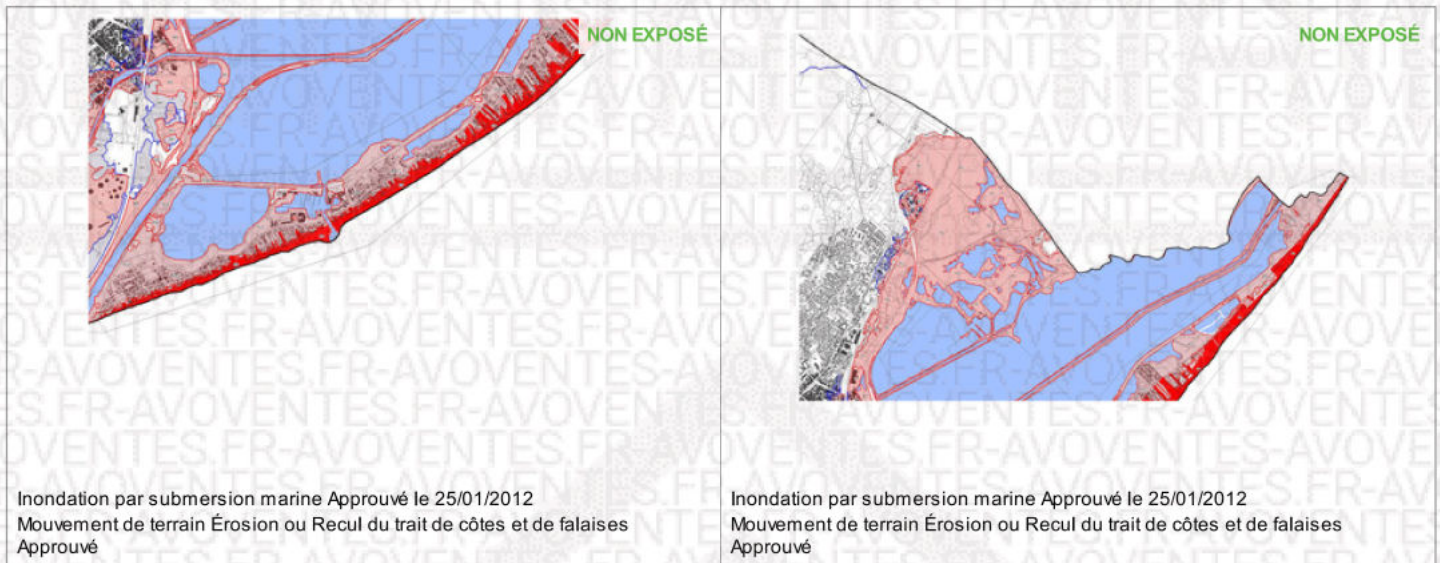 NON EXPOSÉ
Inondation par submersion marine Approuvé le 25/01/2012
Mouvement de terrain Érosion ou Recul du trait de côtes et de falaises
Approuvé
NON EXPOSÉ
Inondation par submersion marine Approuvé le 25/01/2012
Mouvement de terrain Érosion ou Recul du trait de côtes et de falaises
Approuvé